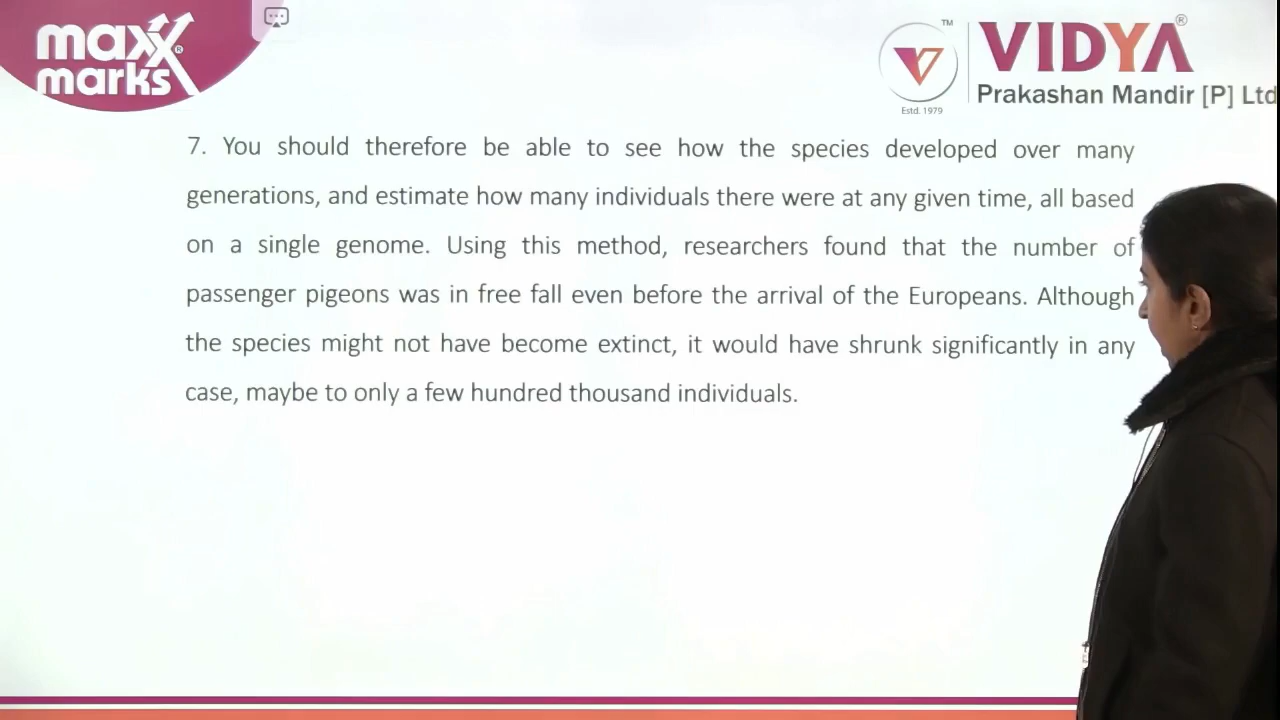 maxx
marks
®
TM
VIDYA®
Prakashan Mandir [P] Ltd
Estd. 1979
7. You should therefore be able to see how the species developed over many
generations, and estimate how many individuals there were at any given time, all based
on a single genome. Using this method, researchers found that the number of
passenger pigeons was in free fall even before the arrival of the Europeans. Although
the species might not have become extinct, it would have shrunk significantly in any
case, maybe to only a few hundred thousand individuals.